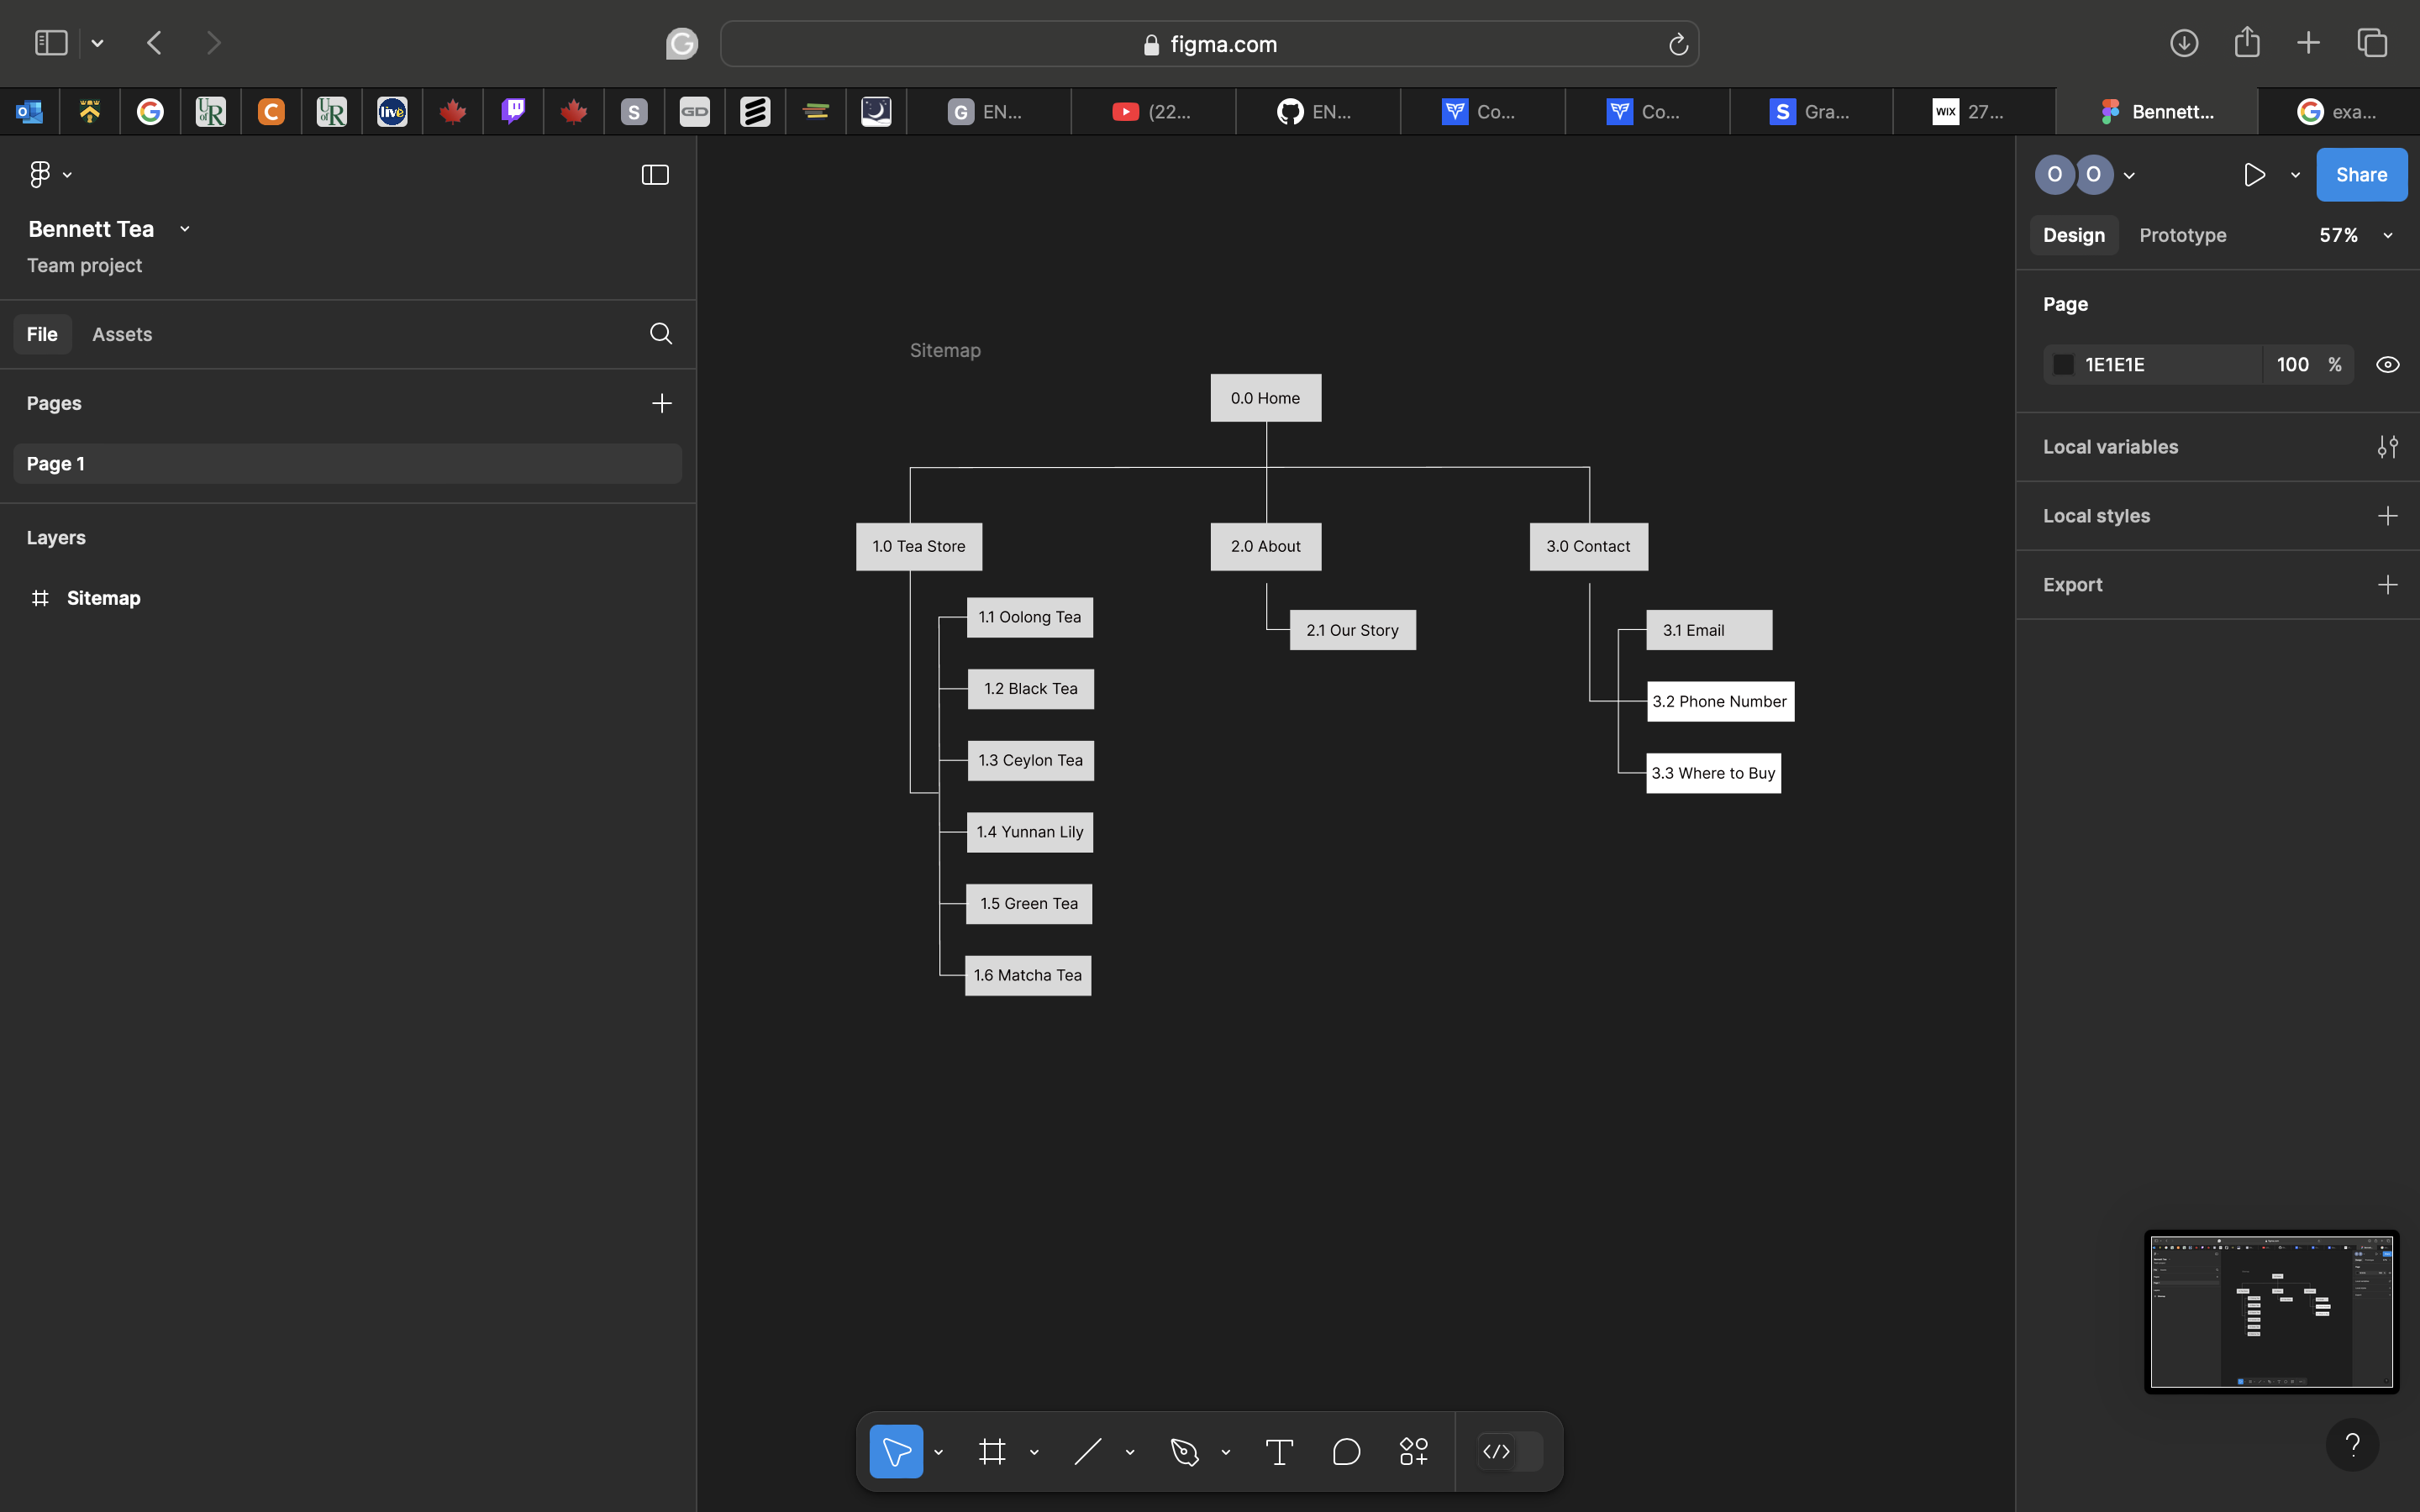 figma.com
EN...
(22...
EN...
Co...
Co...
Gra...
WIX 27...
Bennett...
exa...
Bennett Tea
Team project
File Assets
Pages
Page 1
Layers
Sitemap
Sitemap
0.0 Home
1.0 Tea Store
2.0 About
3.0 Contact
1.1 Oolong Tea
1.2 Black Tea
1.3 Ceylon Tea
1.4 Yunnan Lily
1.5 Green Tea
1.6 Matcha Tea
2.1 Our Story
3.1 Email
3.2 Phone Number
3.3 Where to Buy
O O
Share
Design Prototype 57%
Page
1E1E1E 100 %
Local variables
Local styles
Export
?